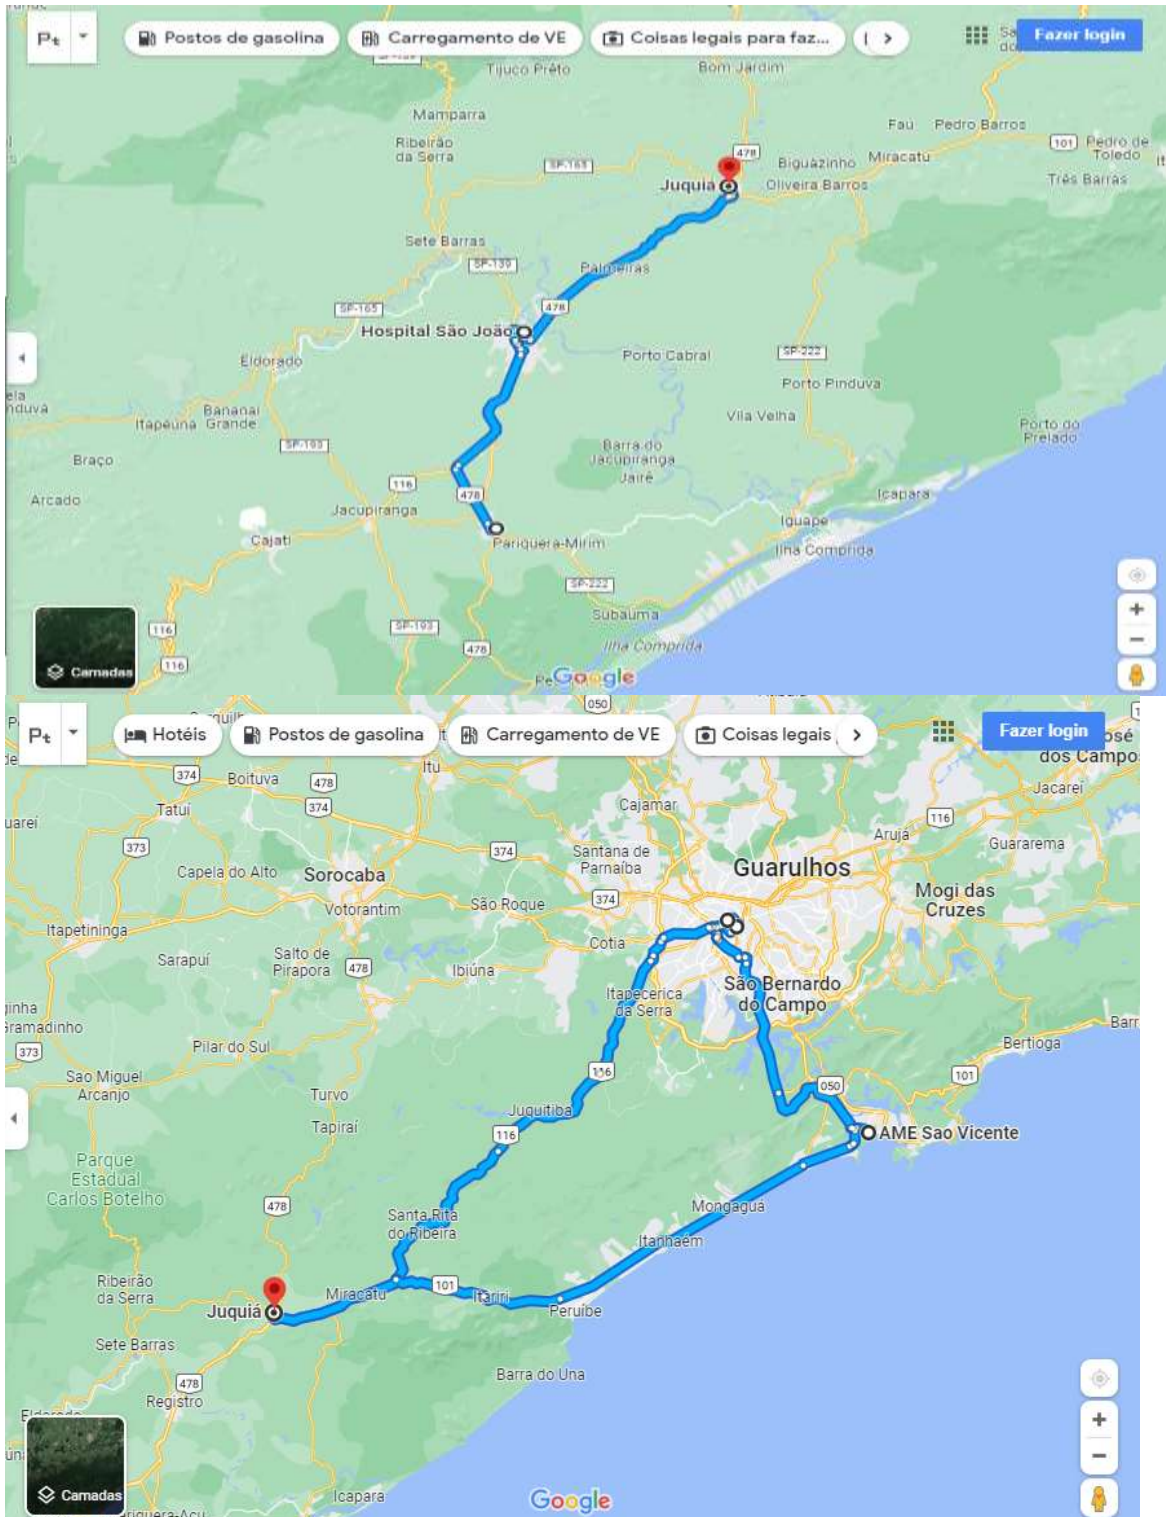 Pt
Postos de gasolina
Carregamento de VE
Coisas legais para faz...
Fazer login
Tijuco Prêto
Bom Jardim
Mamparra
Ribeirão
da Serra
Fau
Pedro Barros
101
Pedro de
Toledo
478
SP-165
Biguazinho
Miracatu
Juquiá
Oliveira Barros
Três Barras
Sete Barras
SP-139
Palmeiras
SP-165
478
Hospital São João
Eldorado
Porto Cabral
SP-222
Porto Pinduva
Itapeúna
Bananal
Grande
Vila Velha
Porto do
Prelado
SP-193
Braço
Barra do
Jacupiranga
Jairê
116
478
Arcado
Icapara
Jacupiranga
Iguape
Cajati
Pariquera-Mirim
Ilha Comprida
SP-222
Subaúma
116
SP-193
Ilha Comprida
116
478
Camadas
Google
050
Pt
Hotéis
Postos de gasolina
Carregamento de VE
Coisas legais
Fazer login
dos Campos
374
Boituva
478
Itu
Jacareí
Tatuí
374
Cajamar
116
Arujá
373
374
Santana de
Parnaíba
Guararema
Capela do Alto
Sorocaba
Guarulhos
Mogi das
Cruzes
Votorantim
São Roque
374
Itapetininga
Cotia
Sarapuí
Salto de
Pirapora
478
Ibiúna
São Bernardo
do Campo
Itapecerica
da Serra
Gramadinho
373
Pilar do Sul
Bertioga
Sao Miguel
Arcanjo
Turvo
116
050
101
Juquitiba
Tapiraí
116
AME Sao Vicente
Parque
Estadual
Carlos Botelho
478
Mongaguá
Santa Rita
do Ribeira
Itanhaém
Ribeirão
da Serra
Miracatu
101
Itariri
Peruíbe
Juquiá
Sete Barras
478
Barra do Una
Registro
Camadas
Icapara
Google